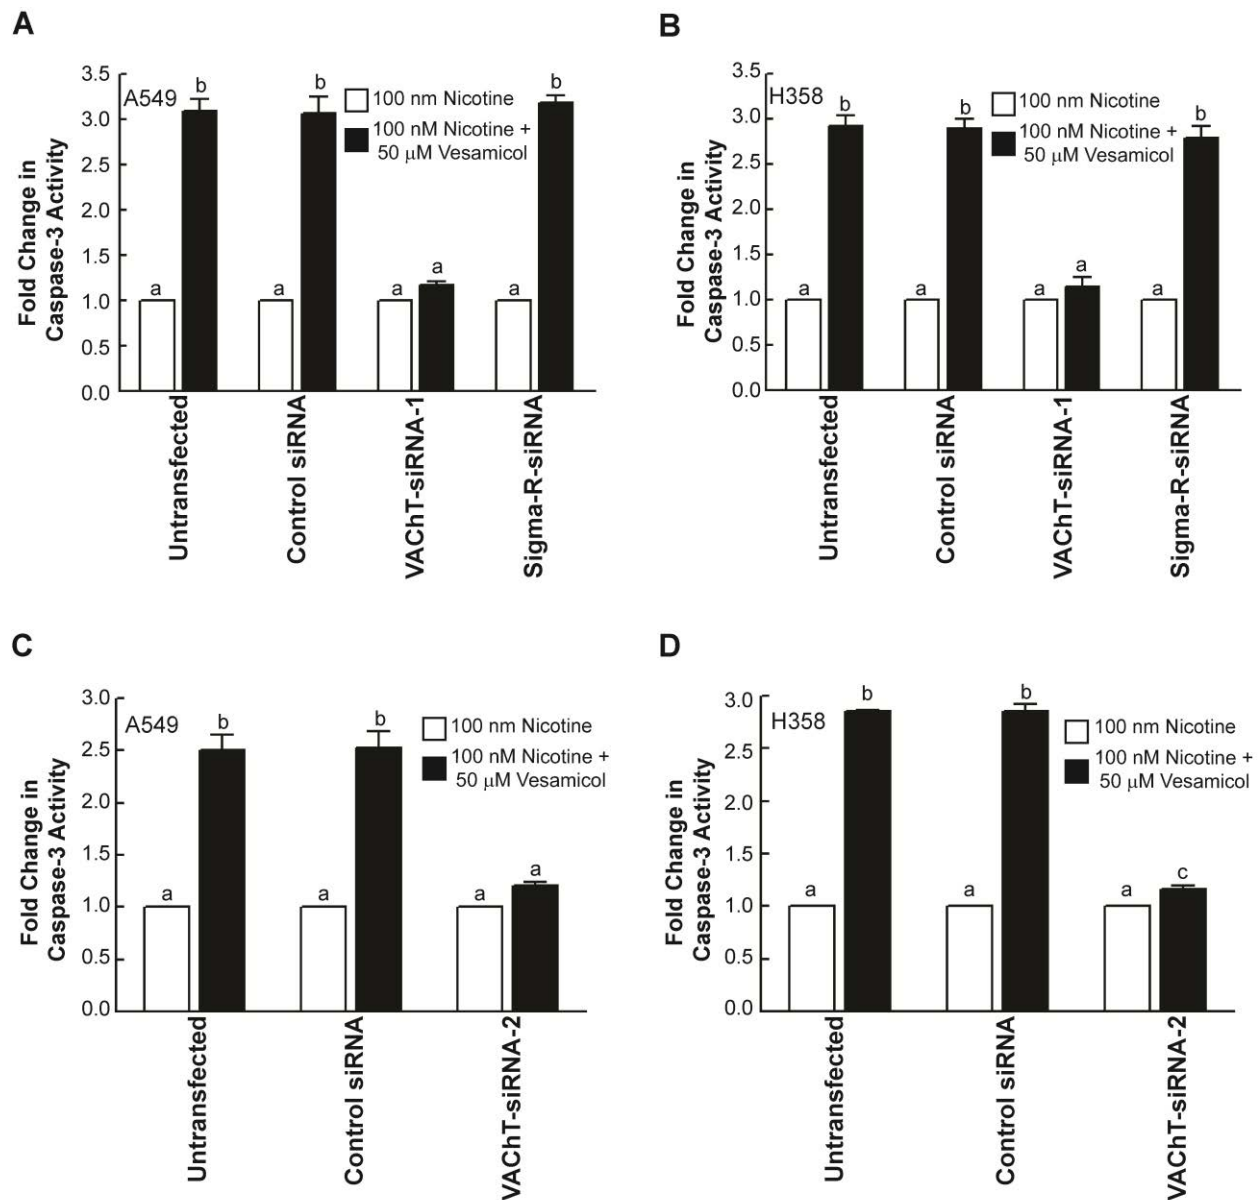 A
Fold Change in
Caspase-3 Activity
3.5
3.0
2.5
2.0
1.5
1.0
0.5
0.0
A549
100 nm Nicotine
100 nM Nicotine +
50 μM Vesamicol
a
b
a
b
a
a
a
b
Untransfected
Control siRNA
VAChT-siRNA-1
Sigma-R-siRNA
B
Fold Change in
Caspase-3 Activity
3.5
3.0
2.5
2.0
1.5
1.0
0.5
0.0
H358
100 nm Nicotine
100 nM Nicotine +
50 μM Vesamicol
a
b
a
b
a
a
a
b
Untransfected
Control siRNA
VAChT-siRNA-1
Sigma-R-siRNA
C
Fold Change in
Caspase-3 Activity
3.0
2.5
2.0
1.5
1.0
0.5
0.0
A549
100 nm Nicotine
100 nM Nicotine +
50 μM Vesamicol
a
b
a
b
a
a
Untransfected
Control siRNA
VAChT-siRNA-2
D
Fold Change in
Caspase-3 Activity
3.0
2.5
2.0
1.5
1.0
0.5
0.0
H358
100 nm Nicotine
100 nM Nicotine +
50 μM Vesamicol
a
b
a
b
a
c
Untransfected
Control siRNA
VAChT-siRNA-2